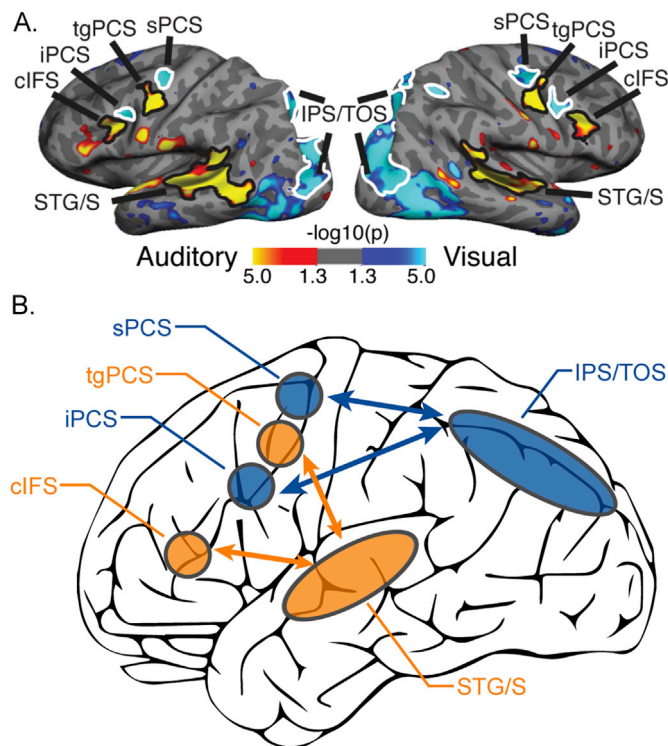 A.
sPCS
tgPCS
iPCS
cIFS
STG/S
IPS/TOS
sPCS
tgPCS
iPCS
cIFS
STG/S
-log10(p)
Auditory
Visual
5.0 1.3 1.3 5.0
B.
sPCS
tgPCS
iPCS
cIFS
IPS/TOS
STG/S